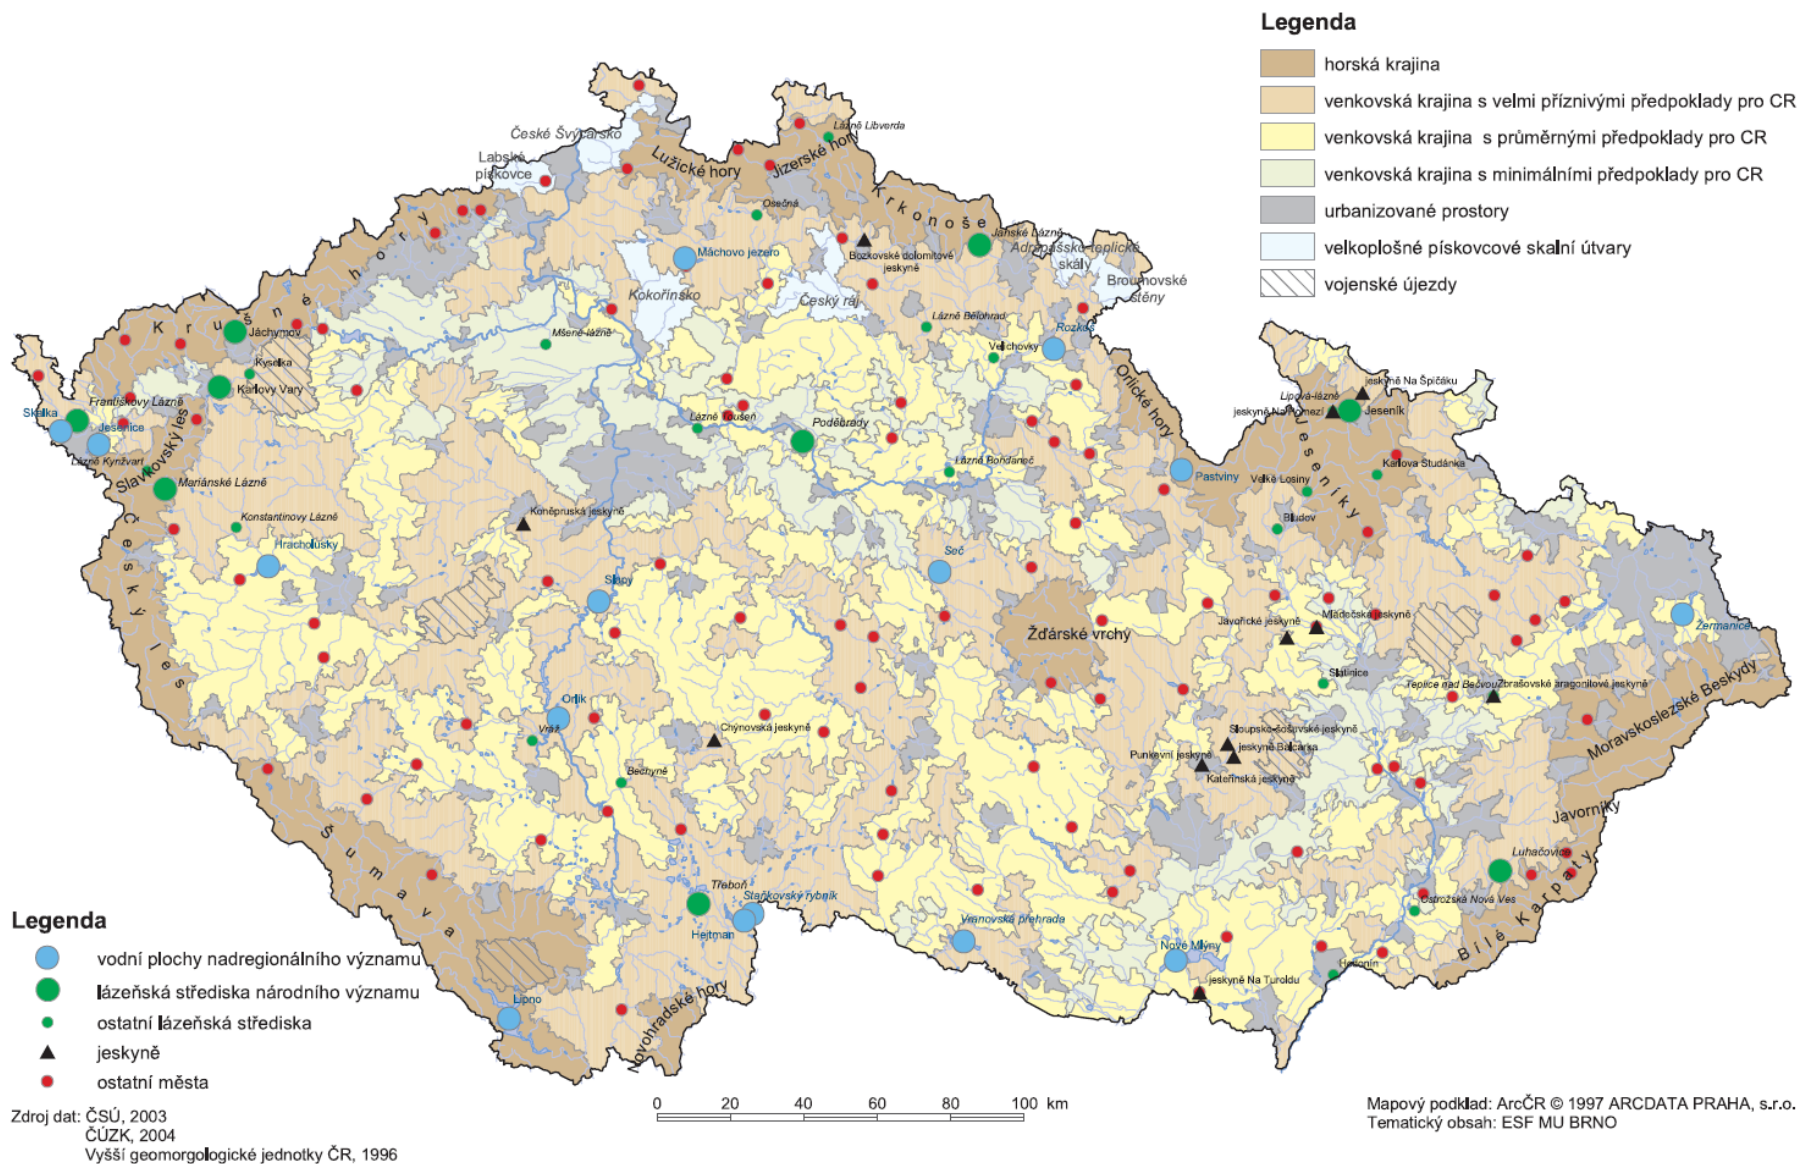 Legenda
horská krajina
venkovská krajina s velmi příznivými předpoklady pro CR
venkovská krajina s průměrnými předpoklady pro CR
venkovská krajina s minimálními předpoklady pro CR
urbanizované prostory
velkoplošné pískovcové skalní útvary
vojenské újezdy
České Švýcarsko
Labské
pískovce
Lužické hory
Lázně Libverda
Jizerské hory
Krkonoše
Osečná
Janské Lázně
Máchovo jezero
Bozkovské dolomitové
jeskyně
Adršpašsko-teplické
skály
Broumovské
stěny
Kokořínsko
Český ráj
Krušné hory
Jáchymov
Kyselka
Karlovy Vary
Mšené-lázně
Lázně Bělohrad
Velichovky
Rozkoš
Orlické hory
Františkovy Lázně
Skalka
Jesenice
Lázně Kynžvart
Slavkovský les
Mariánské Lázně
Konstantinovy Lázně
Hracholusky
Český les
Lázně Toušeň
Poděbrady
Lázně Bohdaneč
Pastviny
jeskyně Na Špičáku
Lipová-lázně
jeskyně Na Pomezí
Jeseník
Jeseníky
Karlova Studánka
Velké Losiny
Bludov
Koněpruská jeskyně
Seč
Slapy
Žďárské vrchy
Javoříčské jeskyně
Mladečská jeskyně
Slatinice
Teplice nad Bečvou
Zbrašovské aragonitové jeskyně
Žermanice
Moravskoslezské Beskydy
Orlík
Vráž
Chýnovská jeskyně
Bechyně
Sloupsko-šošůvské jeskyně
jeskyně Balcarka
Punkevní jeskyně
Kateřinská jeskyně
Javorníky
Šumava
Třeboň
Staňkovský rybník
Hejtman
Vranovská přehrada
Nové Mlýny
jeskyně Na Turoldu
Hodonín
Luhačovice
Ostrožská Nová Ves
Bílé Karpaty
Lipno
Novohradské hory
Legenda
vodní plochy nadregionálního významu
lázeňská střediska národního významu
ostatní lázeňská střediska
jeskyně
ostatní města
Zdroj dat: ČSÚ, 2003
ČÚZK, 2004
Vyšší geomorgologické jednotky ČR, 1996
0 20 40 60 80 100 km
Mapový podklad: ArcČR © 1997 ARCDATA PRAHA, s.r.o.
Tematický obsah: ESF MU BRNO